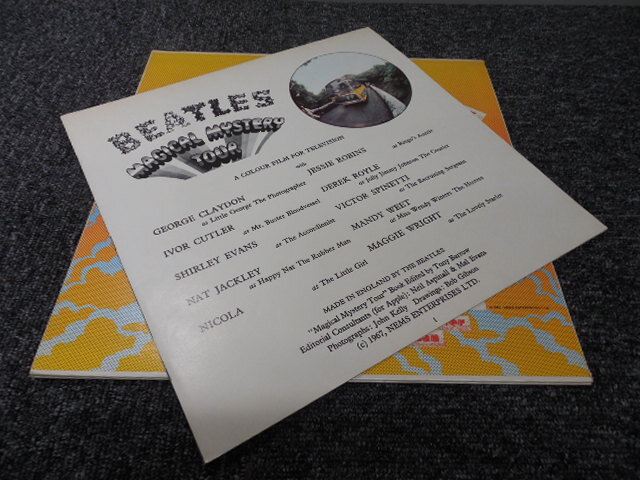 BEATLES
MAGICAL MYSTERY
TOUR
A COLOUR FILM FOR TELEVISION
with
GEORGE CLAYDON
as Little George The Photographer
JESSIE ROBINS
as Ringo's Auntie
IVOR CUTLER
as Mr. Buster Bloodvessel
DEREK ROYLE
as Jolly Jimmy Johnson The Courier
SHIRLEY EVANS
as The Accordionist
VICTOR SPINETTI
as The Recruiting Sergeant
NAT JACKLEY
as Happy Nat The Rubber Man
MANDY WEET
as Miss Wendy Winters The Hostess
NICOLA
as The Little Girl
MAGGIE WRIGHT
as The Lovely Starlet
MADE IN ENGLAND BY THE BEATLES
"Magical Mystery Tour" Book Edited by Tony Barrow
Editorial Consultants (for Apple): Neil Aspinall & Mal Evans
Photographs: John Kelly Drawings: Bob Gibson
(c) 1967, NEMS ENTERPRISES LTD.
1